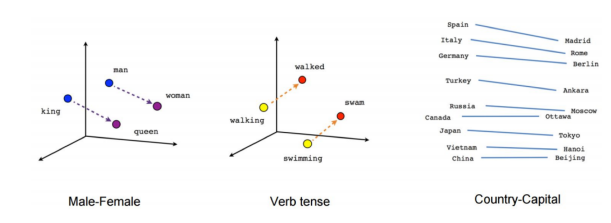 man
woman
king
queen
Male-Female
walked
swam
walking
swimming
Verb tense
Spain
Madrid
Italy
Rome
Germany
Berlin
Turkey
Ankara
Russia
Moscow
Canada
Ottawa
Japan
Tokyo
Vietnam
Hanoi
China
Beijing
Country-Capital